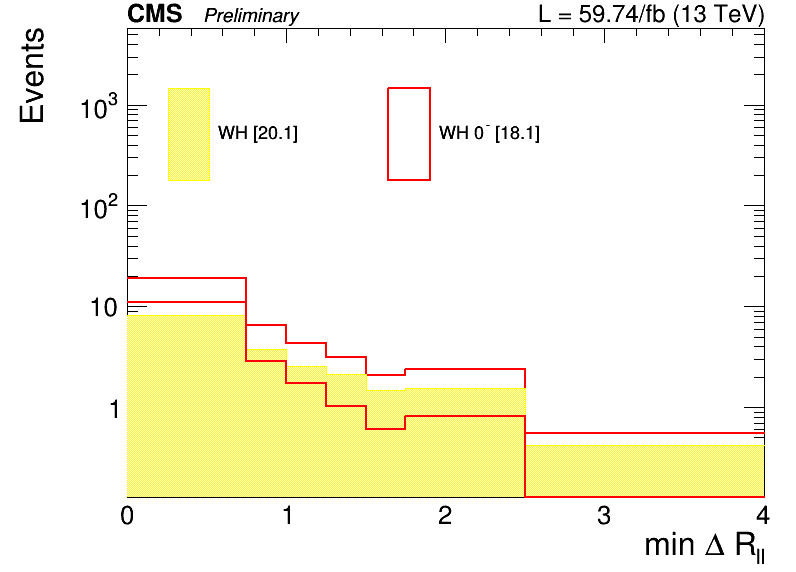 CMS Preliminary L = 59.74/fb (13 TeV)
Events
10³
WH [20.1] WH 0⁻ [18.1]
10²
10
1
0 1 2 3 4
min Δ R_ll